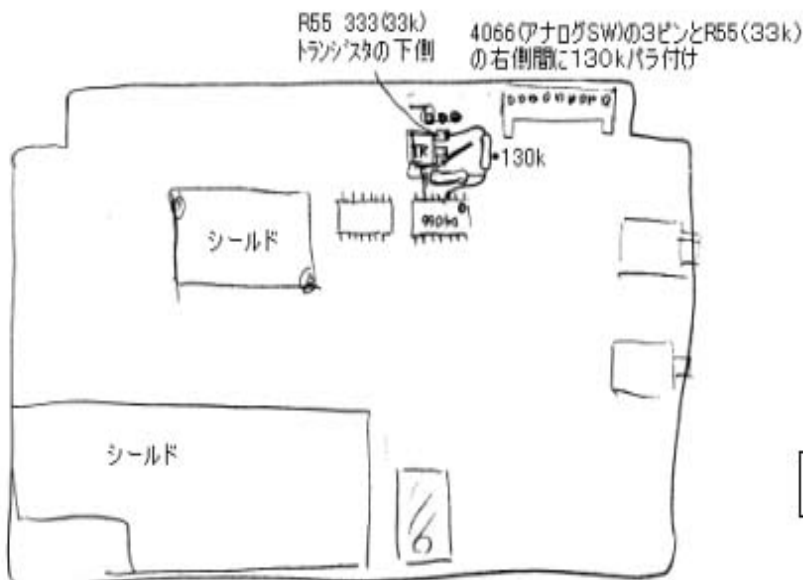 R55 333(33k)
トランジスタの下側
4066(アナログSW)の3ピンとR55(33k)
の右側間に130kパラ付け
TR
130k
シールド
シールド